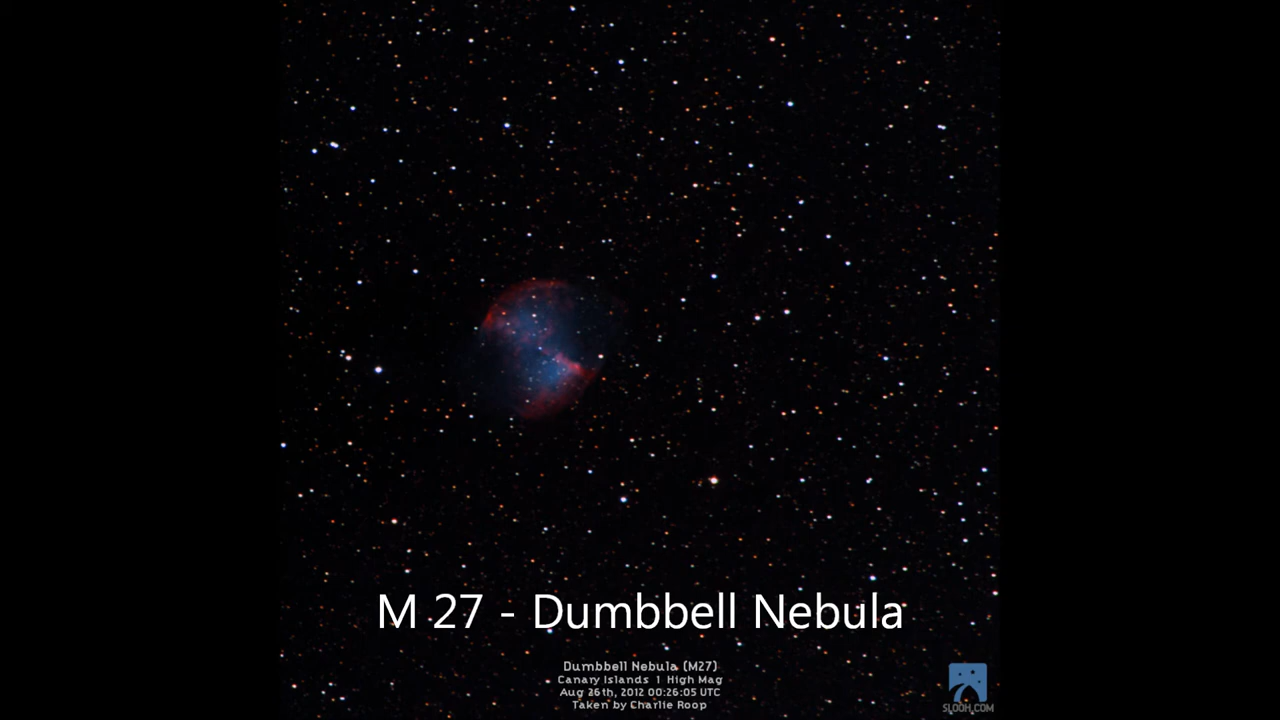 M 27 - Dumbbell Nebula
Dumbbell Nebula (M27)
Canary Islands | High Mag
Aug 26th, 2012 00:26:05 UTC
Taken by Charlie Roop
SLOOH.COM